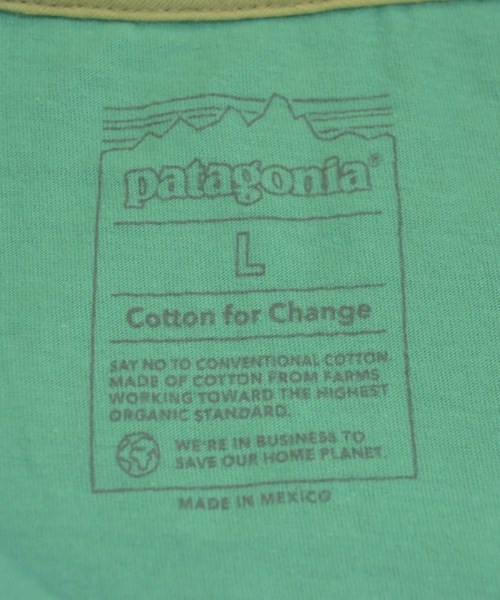 patagonia®
L
Cotton for Change
SAY NO TO CONVENTIONAL COTTON.
MADE OF COTTON FROM FARMS
WORKING TOWARD THE HIGHEST
ORGANIC STANDARD.
WE'RE IN BUSINESS TO
SAVE OUR HOME PLANET.
MADE IN MEXICO